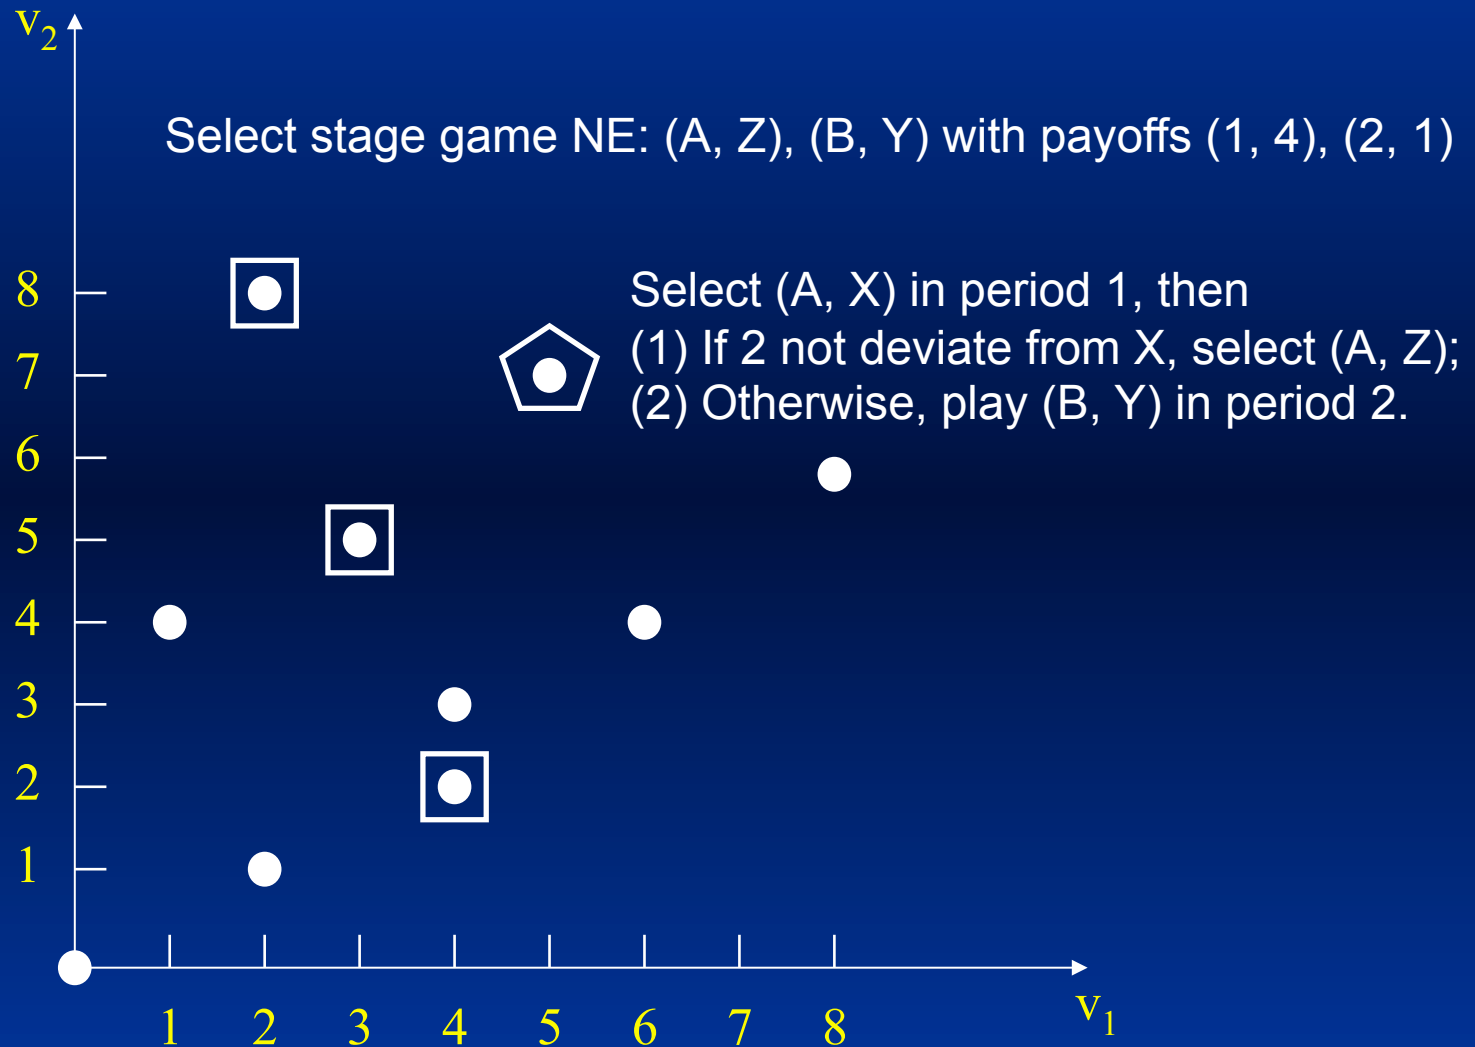 v₂
Select stage game NE: (A, Z), (B, Y) with payoffs (1, 4), (2, 1)
8
Select (A, X) in period 1, then
7
(1) If 2 not deviate from X, select (A, Z);
(2) Otherwise, play (B, Y) in period 2.
6
5
4
3
2
1
v₁
1 2 3 4 5 6 7 8